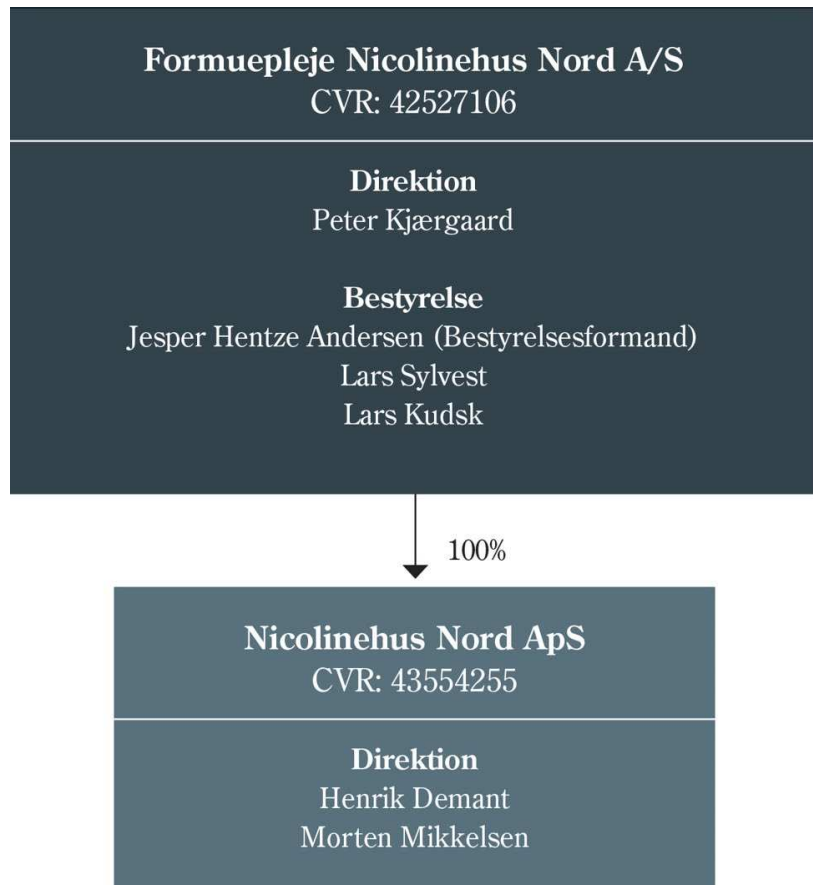 Formuepleje Nicolinehus Nord A/S
CVR: 42527106
Direktion
Peter Kjærgaard
Bestyrelse
Jesper Hentze Andersen (Bestyrelsesformand)
Lars Sylvest
Lars Kudsk
100%
Nicolinehus Nord ApS
CVR: 43554255
Direktion
Henrik Demant
Morten Mikkelsen